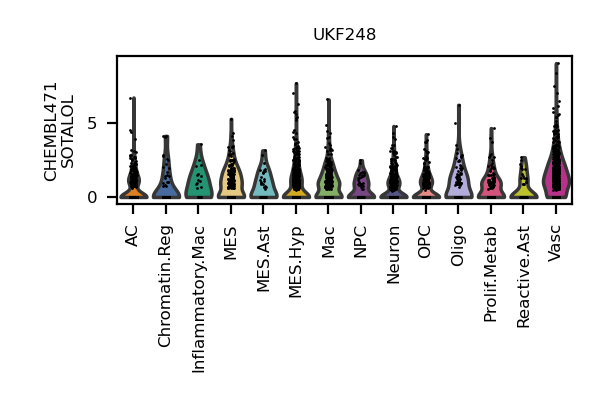 UKF248
CHEMBL471
SOTALOL
5
0
AC
Chromatin.Reg
Inflammatory.Mac
MES
MES.Ast
MES.Hyp
Mac
NPC
Neuron
OPC
Oligo
Prolif.Metab
Reactive.Ast
Vasc